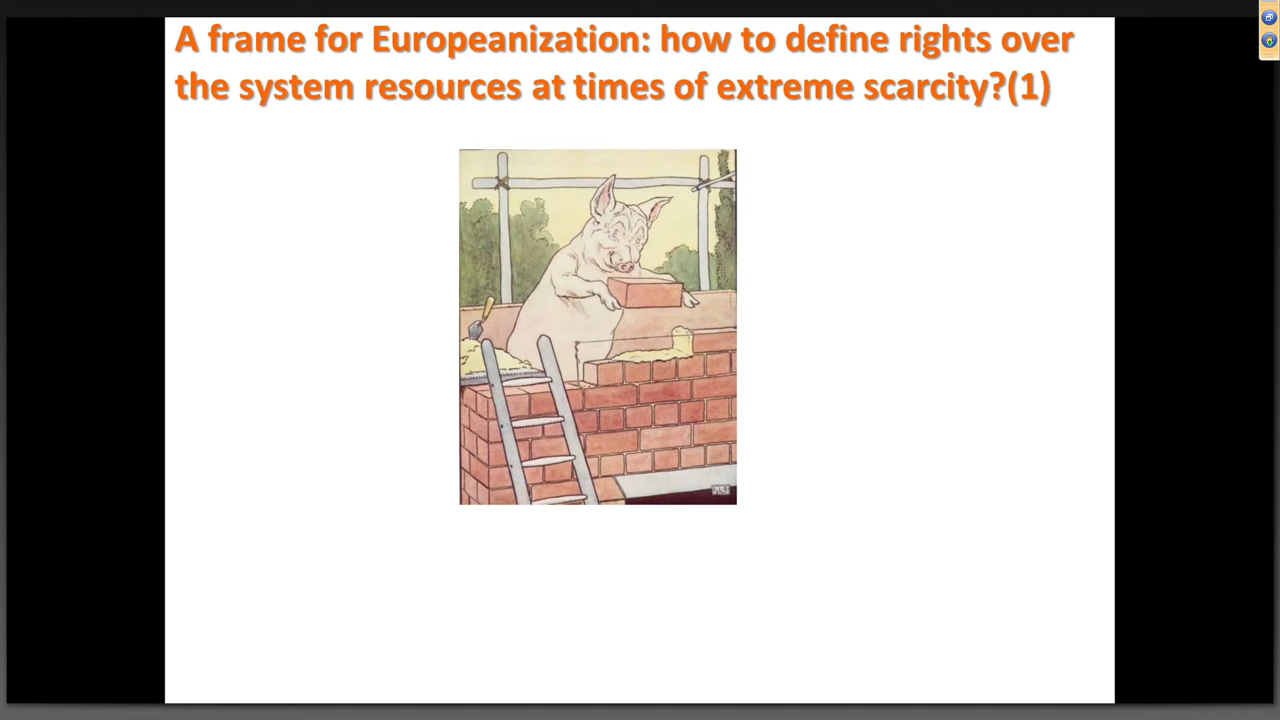 A frame for Europeanization: how to define rights over
the system resources at times of extreme scarcity?(1)